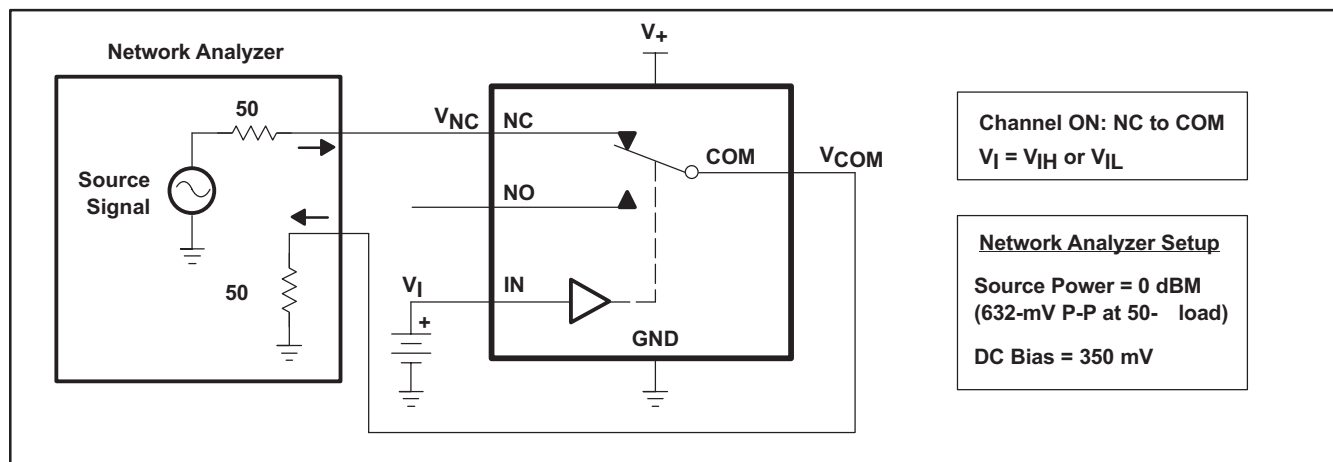 Network Analyzer
50
Source
Signal
50
V+
VNC
NC
COM
VCOM
NO
VI
IN
+
GND
Channel ON: NC to COM
VI = VIH or VIL
Network Analyzer Setup
Source Power = 0 dBM
(632-mV P-P at 50- load)
DC Bias = 350 mV